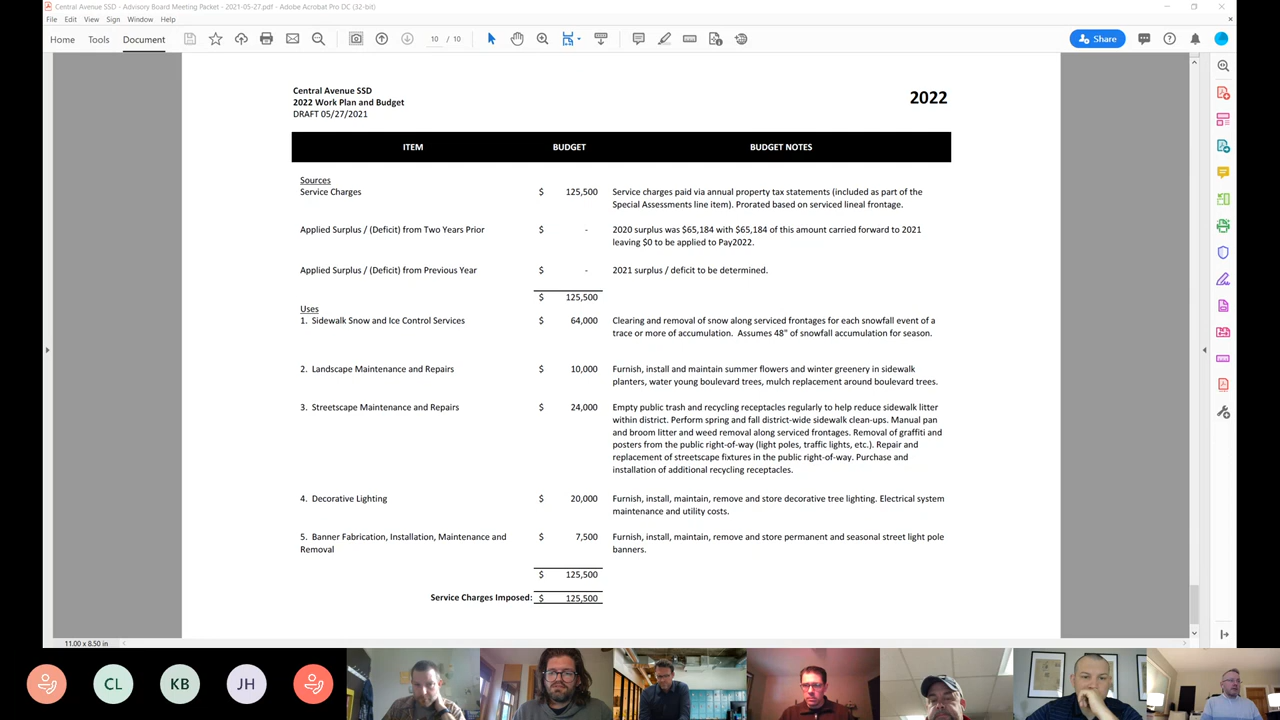 Central Avenue SSD - Advisory Board Meeting Packet - 2021-05-27.pdf - Adobe Acrobat Pro DC (32-bit)
File Edit View Sign Window Help
Home Tools Document 10 / 10 Share
Central Avenue SSD
2022 Work Plan and Budget
DRAFT 05/27/2021
2022
ITEM BUDGET BUDGET NOTES
Sources
Service Charges $ 125,500 Service charges paid via annual property tax statements (included as part of the
Special Assessments line item). Prorated based on serviced lineal frontage.
Applied Surplus / (Deficit) from Two Years Prior $ - 2020 surplus was $65,184 with $65,184 of this amount carried forward to 2021
leaving $0 to be applied to Pay2022.
Applied Surplus / (Deficit) from Previous Year $ - 2021 surplus / deficit to be determined.
$ 125,500
Uses
1. Sidewalk Snow and Ice Control Services $ 64,000 Clearing and removal of snow along serviced frontages for each snowfall event of a
trace or more of accumulation. Assumes 48" of snowfall accumulation for season.
2. Landscape Maintenance and Repairs $ 10,000 Furnish, install and maintain summer flowers and winter greenery in sidewalk
planters, water young boulevard trees, mulch replacement around boulevard trees.
3. Streetscape Maintenance and Repairs $ 24,000 Empty public trash and recycling receptacles regularly to help reduce sidewalk litter
within district. Perform spring and fall district-wide sidewalk clean-ups. Manual pan
and broom litter and weed removal along serviced frontages. Removal of graffiti and
posters from the public right-of-way (light poles, traffic lights, etc.). Repair and
replacement of streetscape fixtures in the public right-of-way. Purchase and
installation of additional recycling receptacles.
4. Decorative Lighting $ 20,000 Furnish, install, maintain, remove and store decorative tree lighting. Electrical system
maintenance and utility costs.
5. Banner Fabrication, Installation, Maintenance and $ 7,500 Furnish, install, maintain, remove and store permanent and seasonal street light pole
Removal banners.
$ 125,500
Service Charges Imposed: $ 125,500
11.00 x 8.50 in
CL KB JH